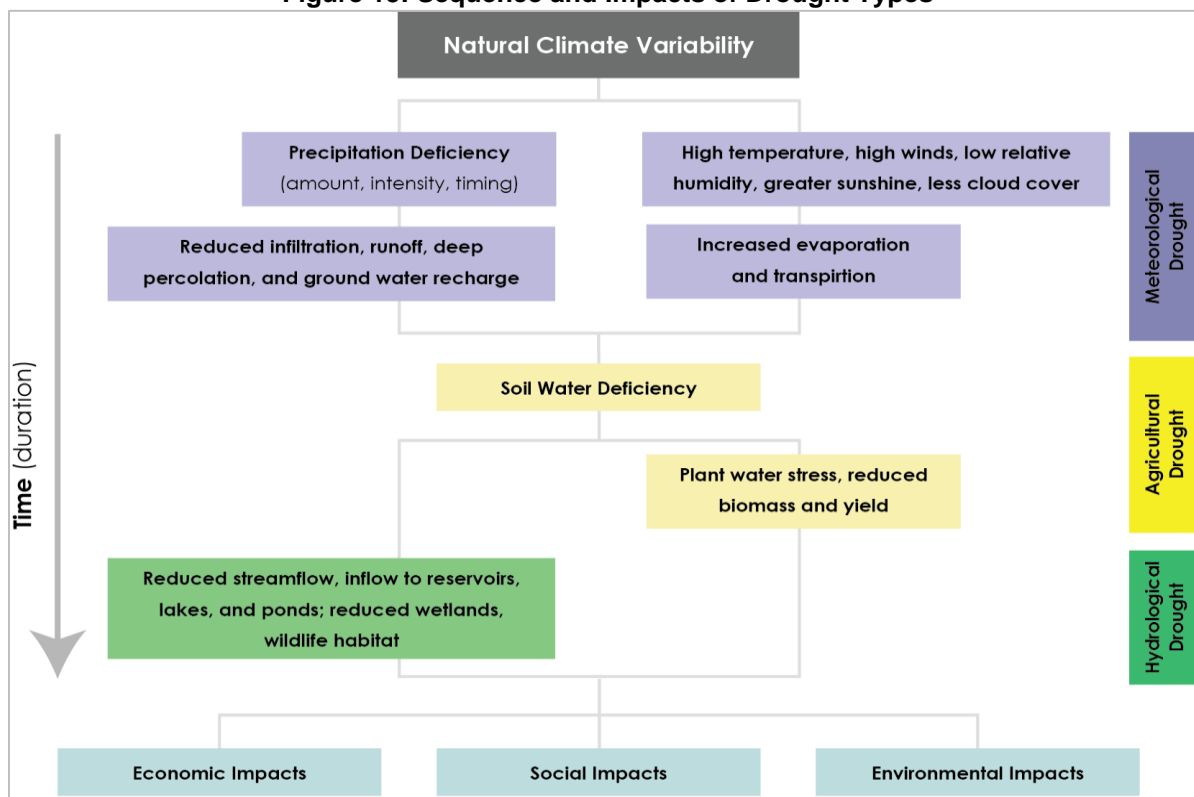 Natural Climate Variability
Precipitation Deficiency
(amount, intensity, timing)
High temperature, high winds, low relative
humidity, greater sunshine, less cloud cover
Reduced infiltration, runoff, deep
percolation, and ground water recharge
Increased evaporation
and transpirtion
Meteorological
Drought
Soil Water Deficiency
Plant water stress, reduced
biomass and yield
Agricultural
Drought
Time (duration)
Reduced streamflow, inflow to reservoirs,
lakes, and ponds; reduced wetlands,
wildlife habitat
Hydrological
Drought
Economic Impacts
Social Impacts
Environmental Impacts